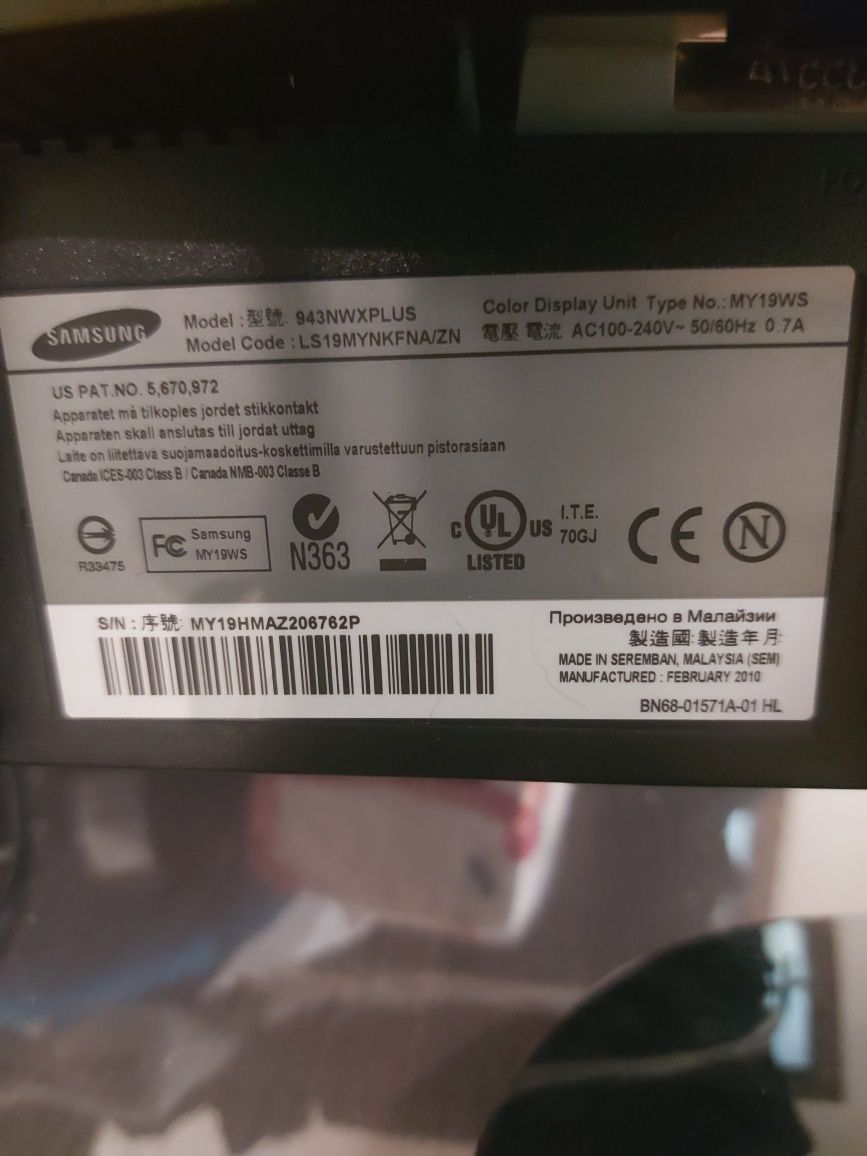 SAMSUNG
Model : 型號: 943NWXPLUS
Model Code : LS19MYNKFNA/ZN
Color Display Unit Type No.: MY19WS
電壓 電流 AC100-240V~ 50/60Hz 0.7A
US PAT.NO. 5,670,972
Apparatet må tilkoples jordet stikkontakt
Apparaten skall anslutas till jordat uttag
Laite on liitettävä suojamaadoitus-koskettimilla varustettuun pistorasiaan
Canada ICES-003 Class B / Canada NMB-003 Classe B
R33475
FC Samsung
MY19WS
N363
C UL US
LISTED
I.T.E.
70GJ
CE
N
S/N : 序號: MY19HMAZ206762P
Произведено в Малайзии
製造國: 製造年月:
MADE IN SEREMBAN, MALAYSIA (SEM)
MANUFACTURED : FEBRUARY 2010
BN68-01571A-01 HL